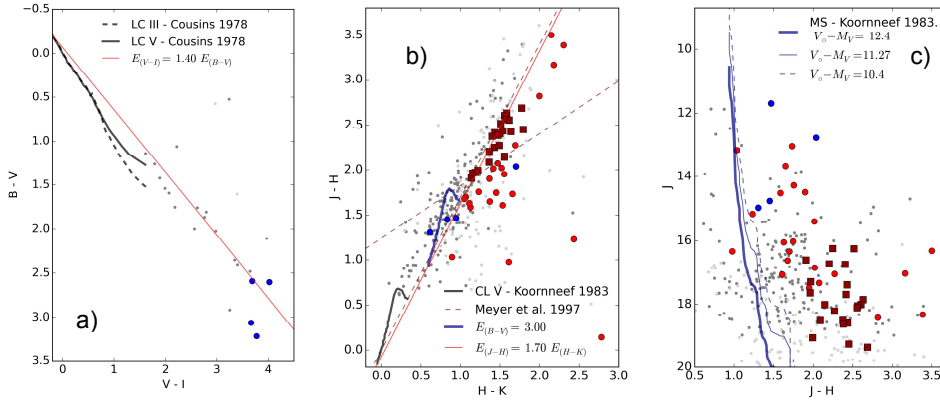 −0.5
0.0
0.5
1.0
1.5
2.0
2.5
3.0
3.5
B - V
0
1
2
3
4
V - I
LC III - Cousins 1978
LC V - Cousins 1978
E(V−I) = 1.40 E(B−V)
a)
3.5
3.0
2.5
2.0
1.5
1.0
0.5
0.0
J - H
0.0
0.5
1.0
1.5
2.0
2.5
3.0
H - K
b)
CL V - Koornneef 1983
Meyer et al. 1997
E(B−V) = 3.00
E(J−H) = 1.70 E(H−K)
10
12
14
16
18
20
J
0.5
1.0
1.5
2.0
2.5
3.0
3.5
J - H
MS - Koornneef 1983.
V₀−M_V = 12.4
V₀−M_V = 11.27
V₀−M_V = 10.4
c)